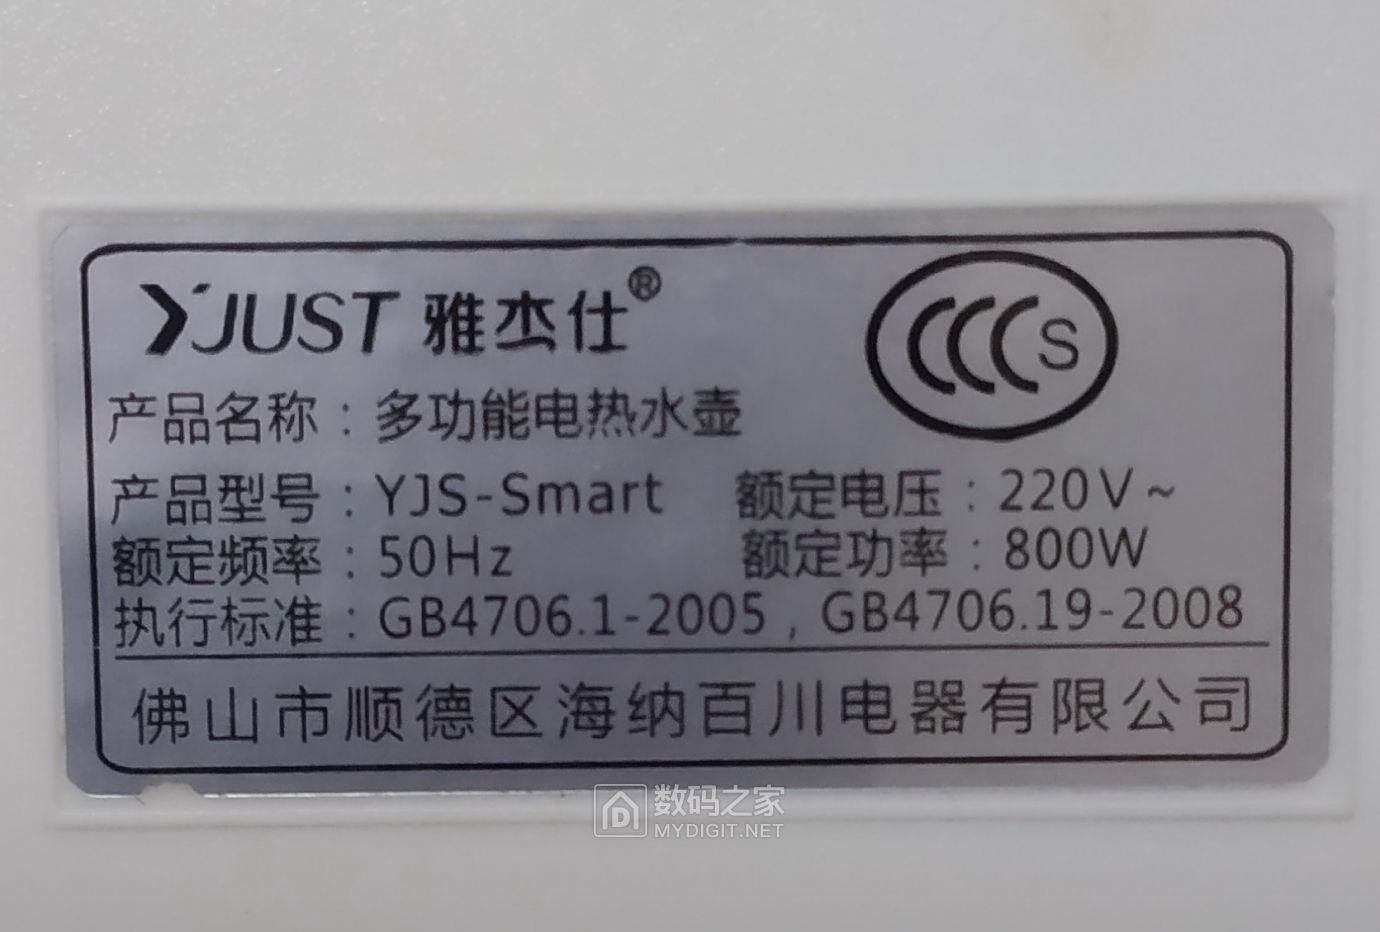 YJUST 雅杰仕®
CCC S
产品名称：多功能电热水壶
产品型号：YJS-Smart 额定电压：220V~
额定频率：50Hz 额定功率：800W
执行标准：GB4706.1-2005，GB4706.19-2008
佛山市顺德区海纳百川电器有限公司
数码之家
MYDIGIT.NET